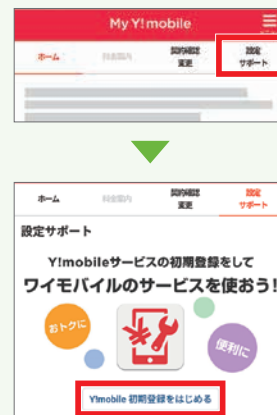 My Y!mobile
ホーム
料金案内
契約確認
変更
設定
サポート
ホーム
料金案内
契約確認
変更
設定
サポート
設定サポート
Y!mobileサービスの初期登録をして
ワイモバイルのサービスを使おう!
おトクに
便利に
Y!mobile 初期登録をはじめる